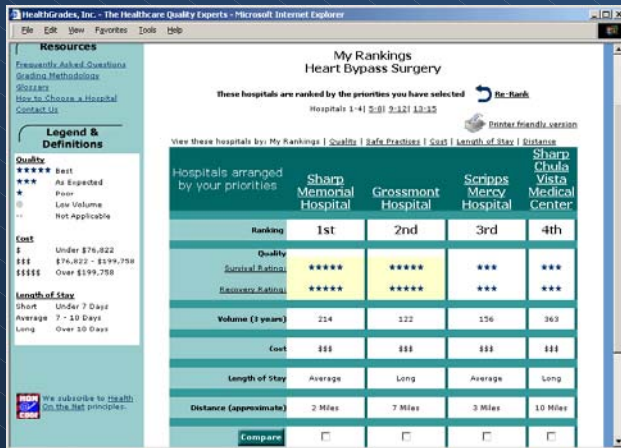 HealthGrades, Inc. - The Healthcare Quality Experts - Microsoft Internet Explorer
File Edit View Favorites Tools Help
Resources
Frequently Asked Questions
Grading Methodology
Glossary
How to Choose a Hospital
Contact Us
Legend &
Definitions
Quality
★★★★★ Best
★★★ As Expected
★ Poor
Low Volume
-- Not Applicable
Cost
$ Under $76,822
$$$ $76,822 - $199,758
$$$$$ Over $199,758
Length of Stay
Short Under 7 Days
Average 7 - 10 Days
Long Over 10 Days
HON
CODE
We subscribe to Health
On the Net principles.
My Rankings
Heart Bypass Surgery
These hospitals are ranked by the priorities you have selected Re-Rank
Hospitals 1-4| 5-8| 9-12| 13-15
Printer friendly version
View these hospitals by: My Rankings | Quality | Safe Practices | Cost | Length of Stay | Distance
Hospitals arranged
by your priorities
Sharp
Memorial
Hospital
Grossmont
Hospital
Scripps
Mercy
Hospital
Sharp
Chula
Vista
Medical
Center
Ranking 1st 2nd 3rd 4th
Quality
Survival Rating: ★★★★★ ★★★★★ ★★★ ★★★
Recovery Rating: ★★★★★ ★★★★★ ★★★ ★★★
Volume (3 years) 214 122 156 363
Cost $$$ $$$ $$$ $$$
Length of Stay Average Long Average Long
Distance (approximate) 2 Miles 7 Miles 3 Miles 10 Miles
Compare